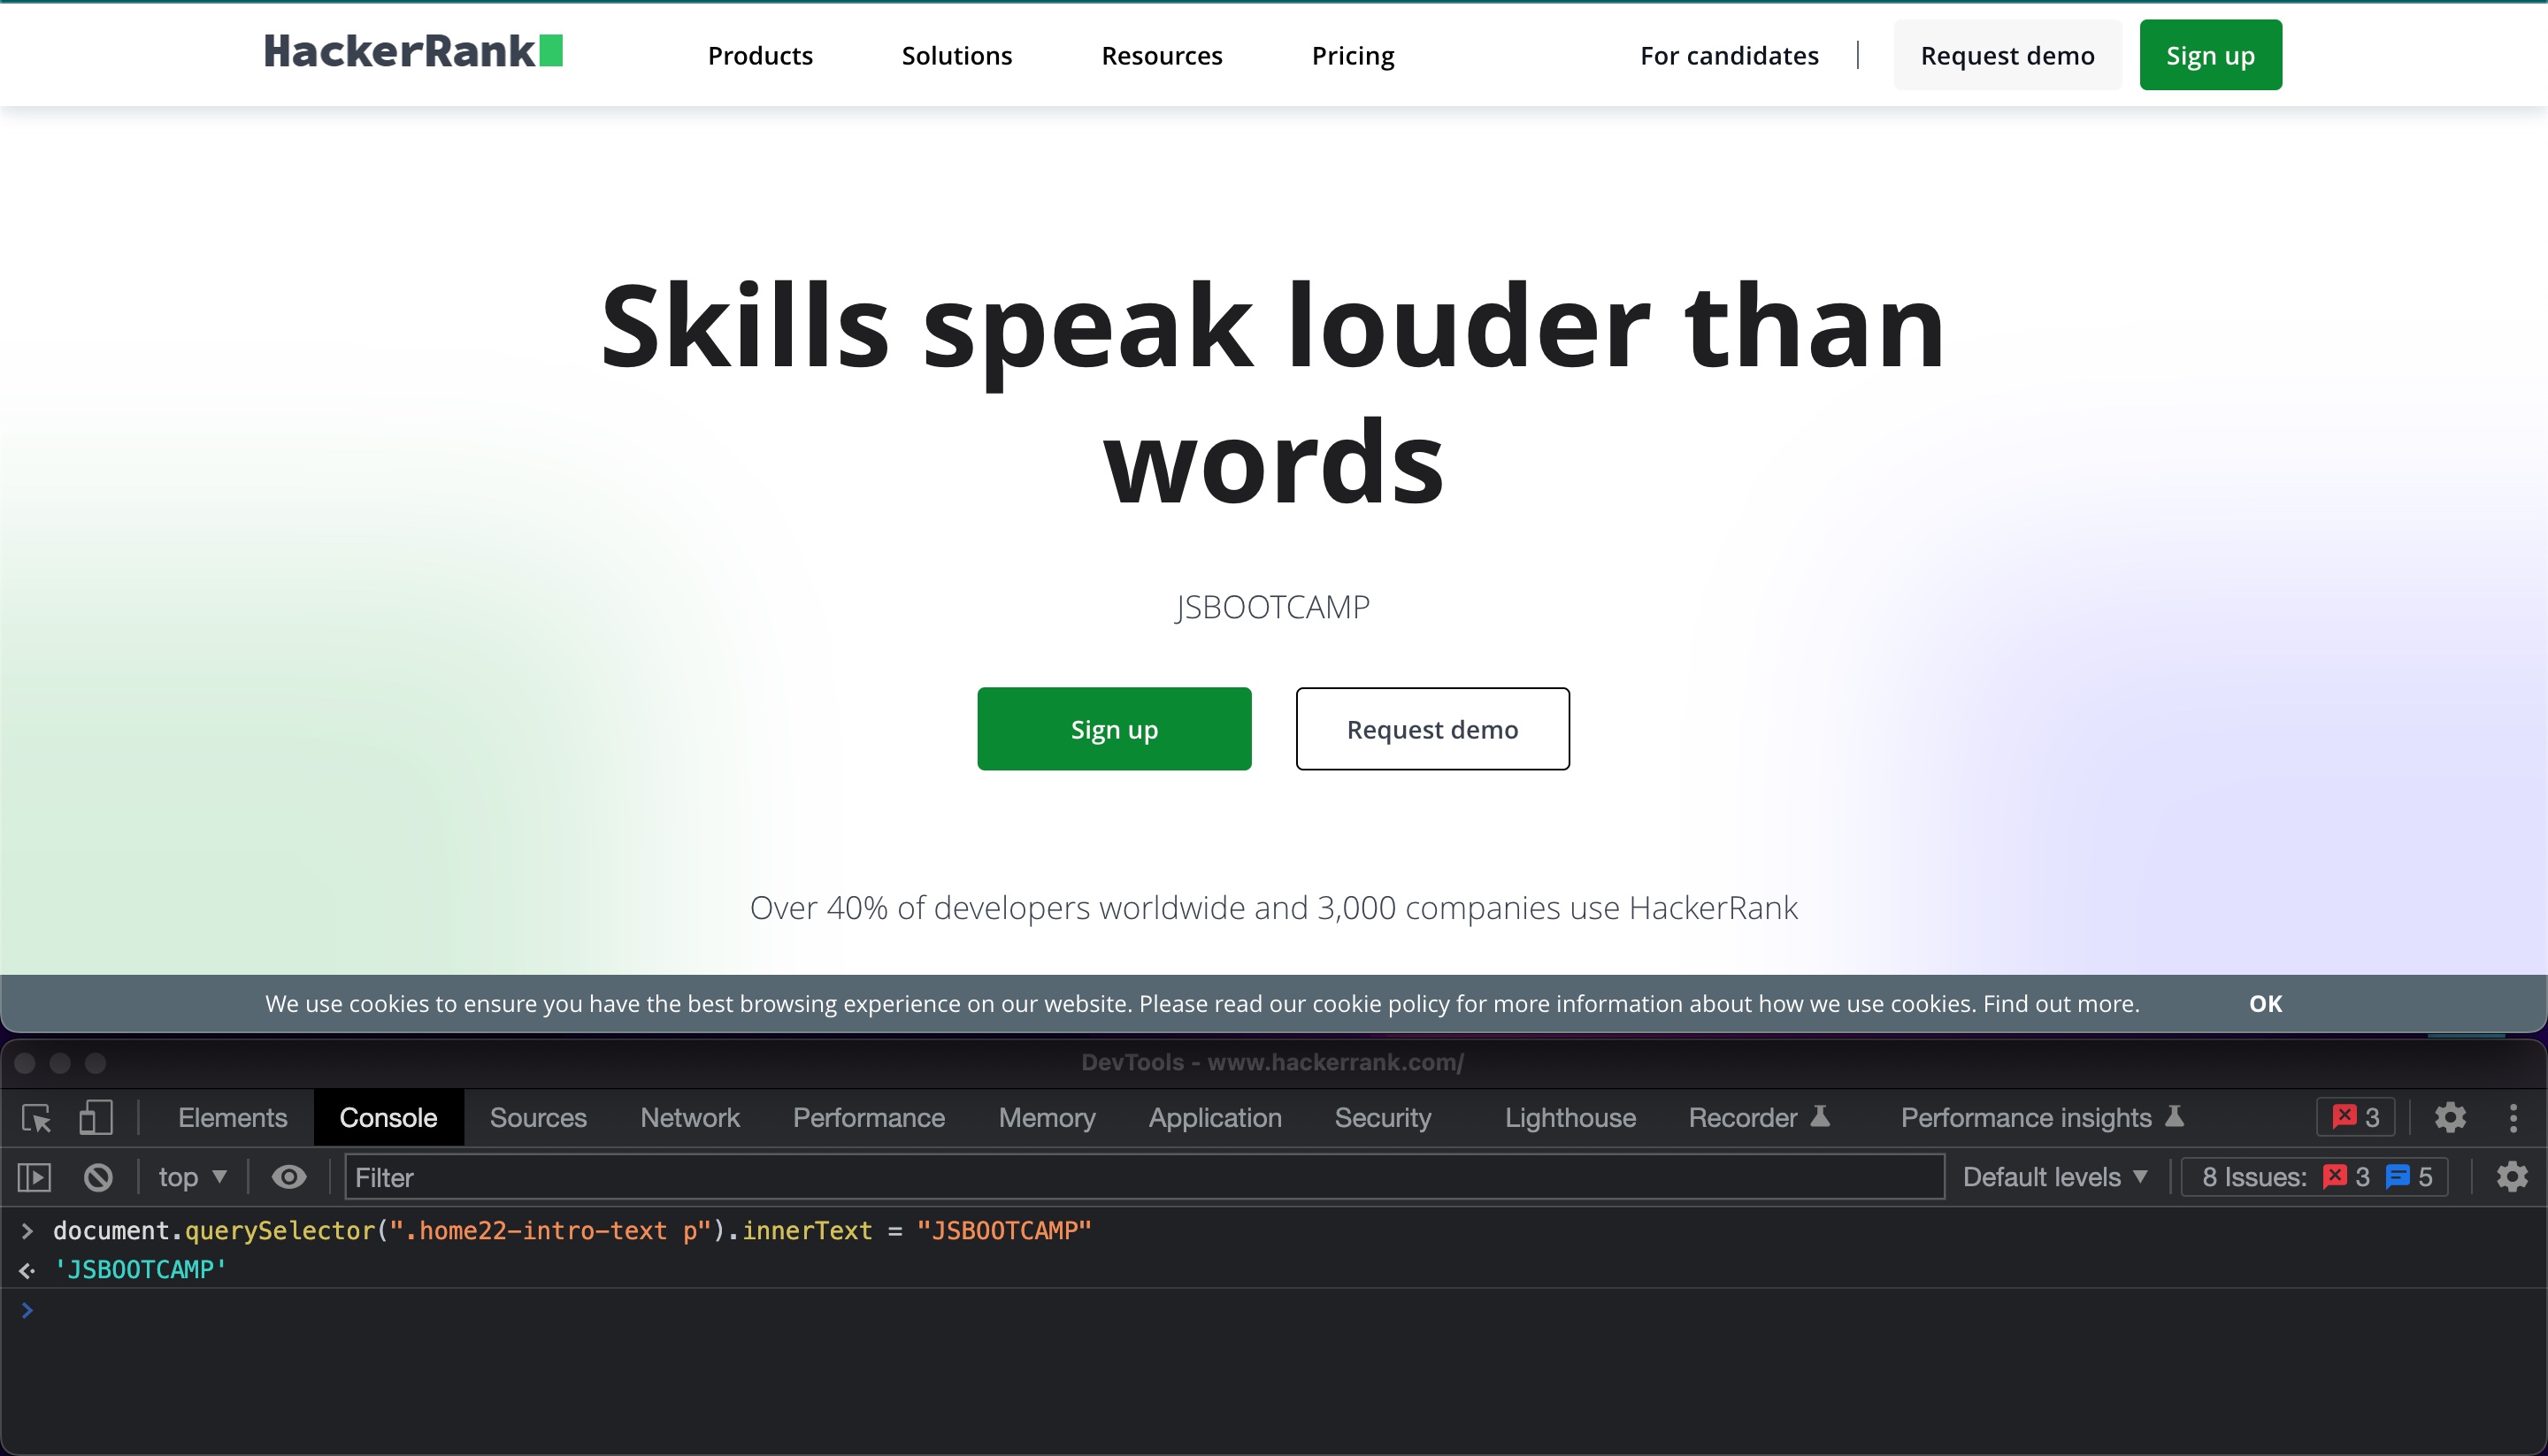 HackerRank
Products Solutions Resources Pricing For candidates Request demo Sign up
Skills speak louder than
words
JSBOOTCAMP
Sign up Request demo
Over 40% of developers worldwide and 3,000 companies use HackerRank
We use cookies to ensure you have the best browsing experience on our website. Please read our cookie policy for more information about how we use cookies. Find out more. OK
DevTools - www.hackerrank.com/
Elements Console Sources Network Performance Memory Application Security Lighthouse Recorder Performance insights 3
top Filter Default levels 8 Issues: 3 5
document.querySelector(".home22-intro-text p").innerText = "JSBOOTCAMP"
'JSBOOTCAMP'